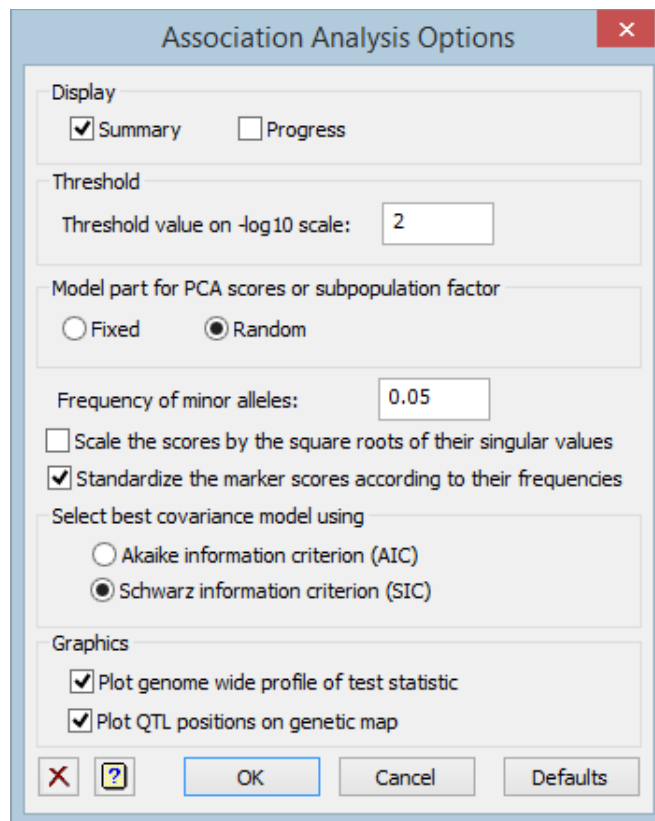 Association Analysis Options
Display
Summary Progress
Threshold
Threshold value on -log10 scale: 2
Model part for PCA scores or subpopulation factor
Fixed Random
Frequency of minor alleles: 0.05
Scale the scores by the square roots of their singular values
Standardize the marker scores according to their frequencies
Select best covariance model using
Akaike information criterion (AIC)
Schwarz information criterion (SIC)
Graphics
Plot genome wide profile of test statistic
Plot QTL positions on genetic map
? OK Cancel Defaults